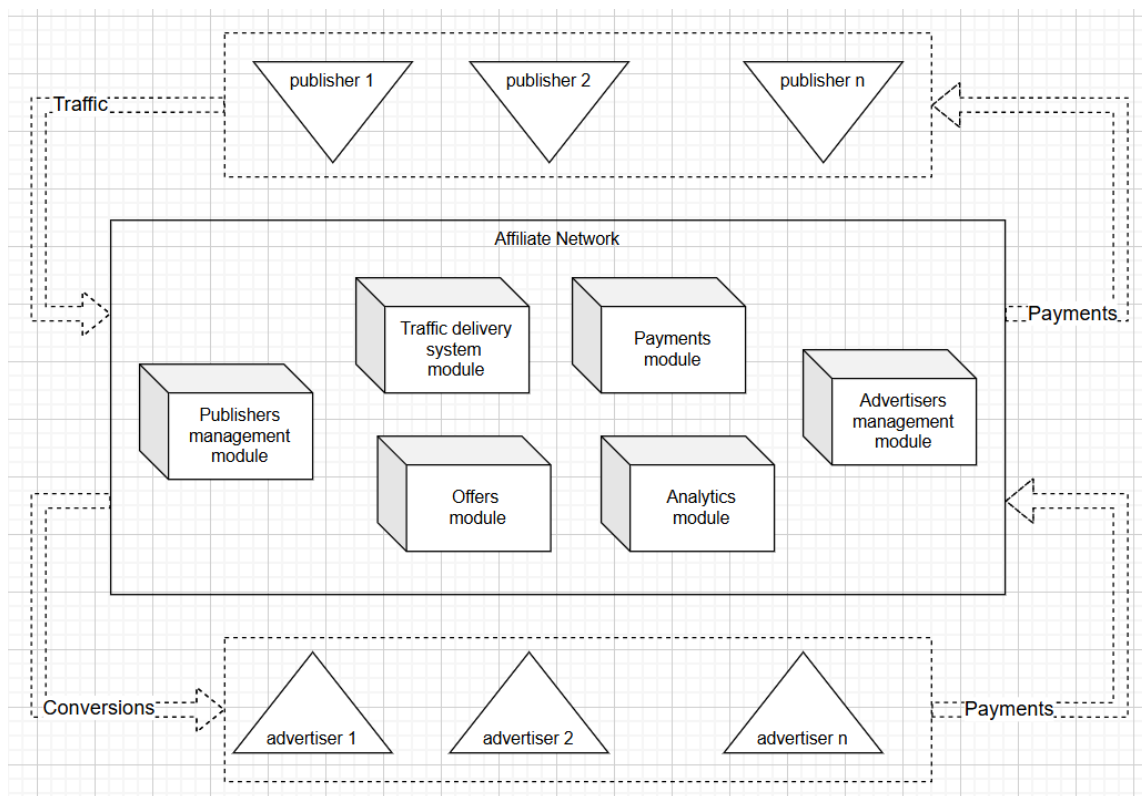 publisher 1
publisher 2
publisher n
Traffic
Affiliate Network
Traffic delivery
system
module
Payments
module
Payments
Publishers
management
module
Advertisers
management
module
Offers
module
Analytics
module
Conversions
advertiser 1
advertiser 2
advertiser n
Payments